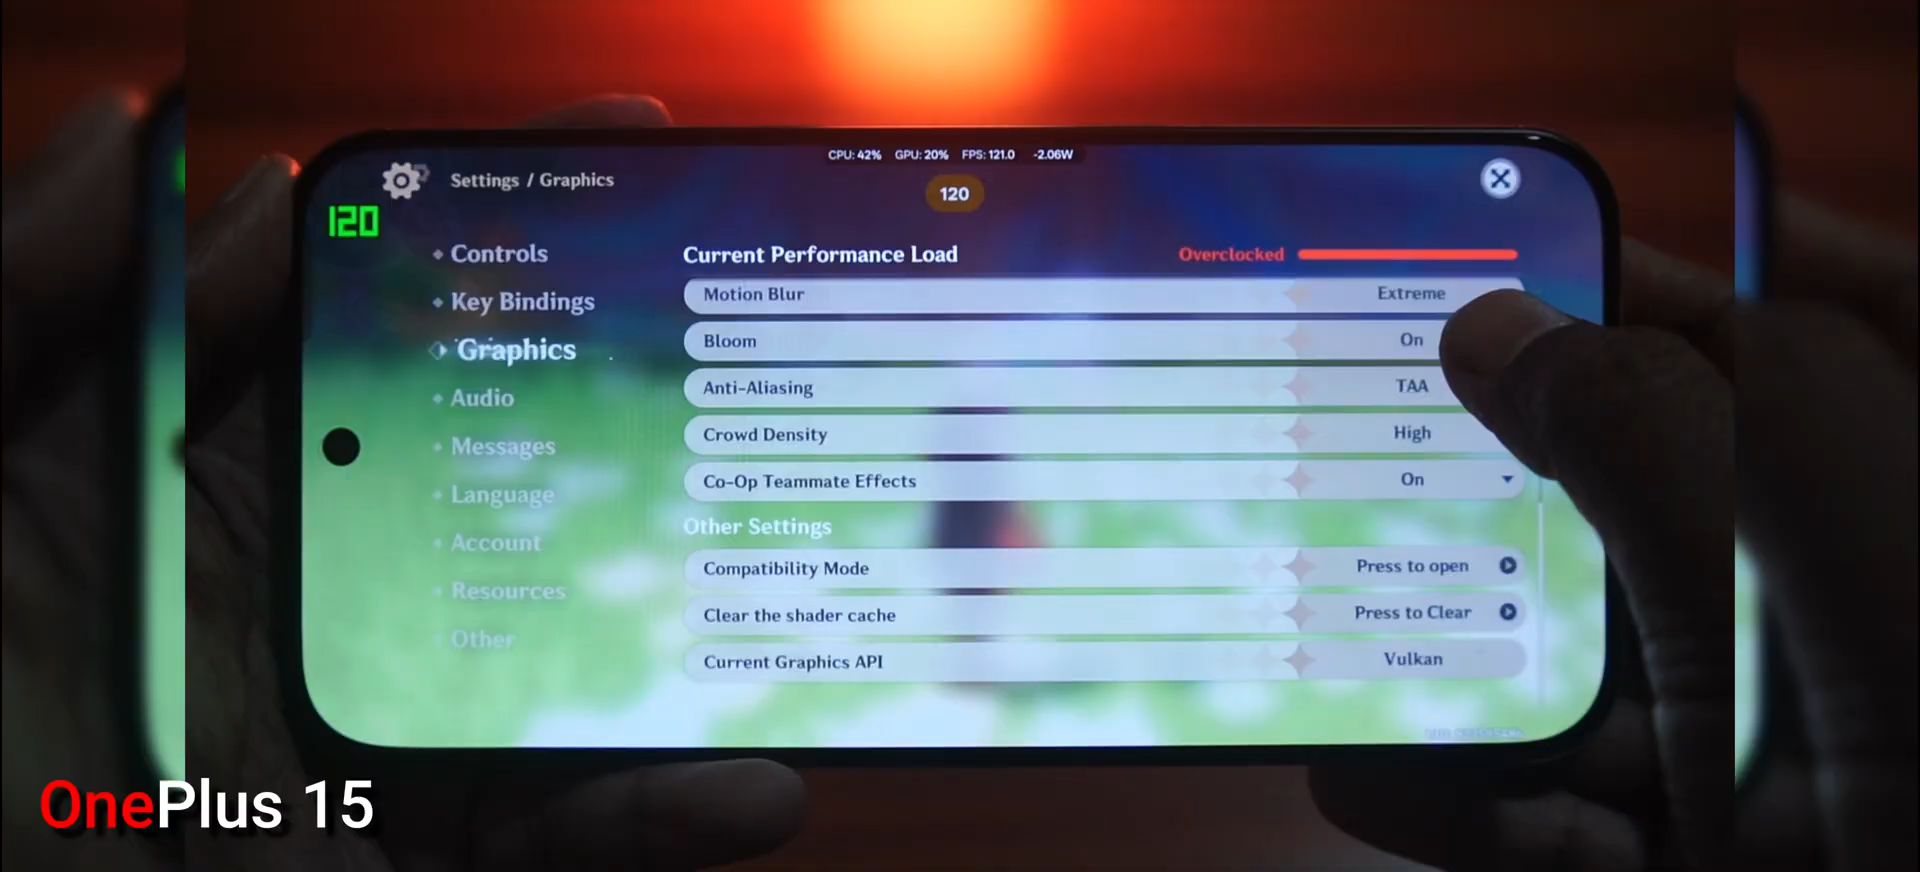 CPU: 42% GPU: 20% FPS: 121.0 -2.06W
Settings / Graphics
120
120
Controls
Key Bindings
Graphics
Audio
Messages
Language
Account
Resources
Other
Current Performance Load Overclocked
Motion Blur Extreme
Bloom On
Anti-Aliasing TAA
Crowd Density High
Co-Op Teammate Effects On
Other Settings
Compatibility Mode Press to open
Clear the shader cache Press to Clear
Current Graphics API Vulkan
OnePlus 15